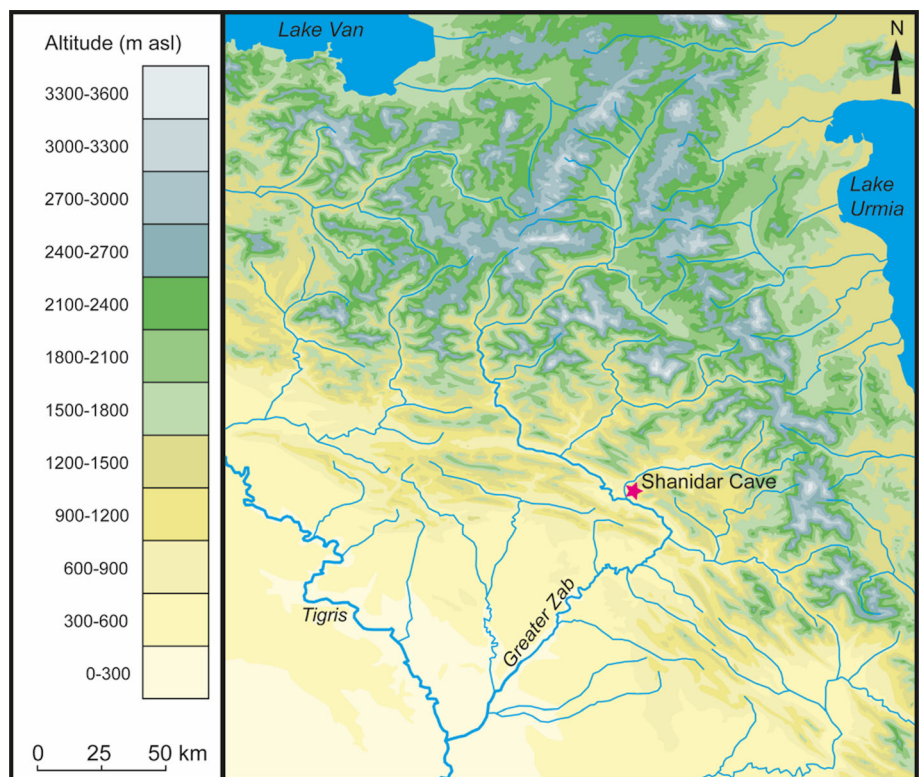 Altitude (m asl)
3300-3600
3000-3300
2700-3000
2400-2700
2100-2400
1800-2100
1500-1800
1200-1500
900-1200
600-900
300-600
0-300
0 25 50 km
Lake Van
N
Lake
Urmia
Shanidar Cave
Tigris
Greater Zab